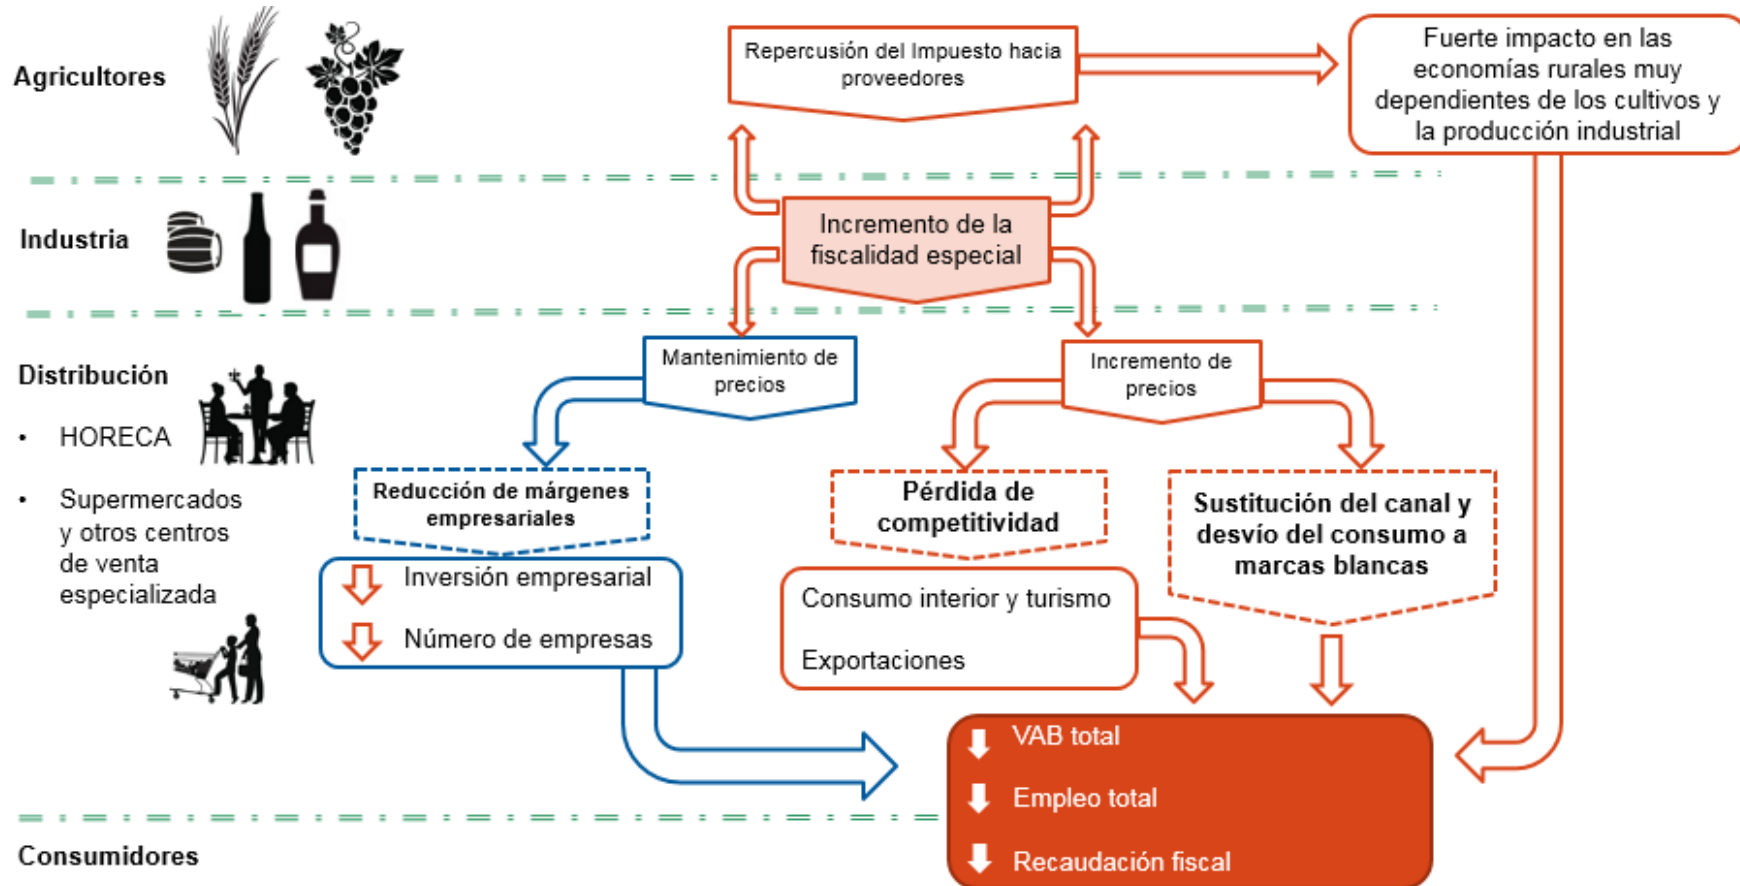 Agricultores
Repercusión del Impuesto hacia
proveedores
Fuerte impacto en las
economías rurales muy
dependientes de los cultivos y
la producción industrial
Industria
Incremento de la
fiscalidad especial
Distribución
• HORECA
• Supermercados
y otros centros
de venta
especializada
Mantenimiento de
precios
Incremento de
precios
Reducción de márgenes
empresariales
Pérdida de
competitividad
Sustitución del canal y
desvío del consumo a
marcas blancas
Inversión empresarial
Número de empresas
Consumo interior y turismo
Exportaciones
VAB total
Empleo total
Recaudación fiscal
Consumidores